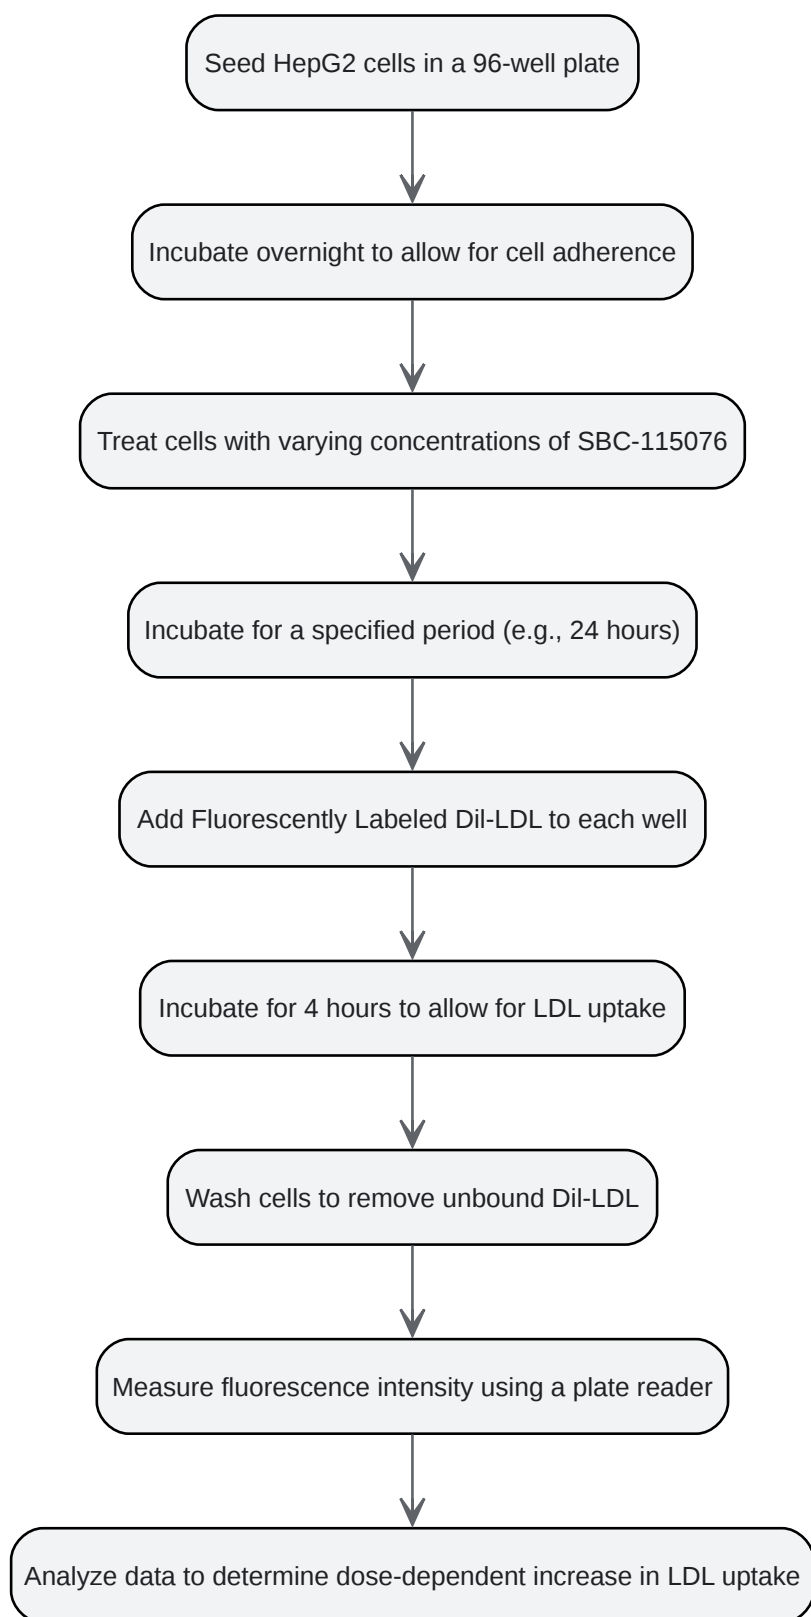 Seed HepG2 cells in a 96-well plate
Incubate overnight to allow for cell adherence
Treat cells with varying concentrations of SBC-115076
Incubate for a specified period (e.g., 24 hours)
Add Fluorescently Labeled Dil-LDL to each well
Incubate for 4 hours to allow for LDL uptake
Wash cells to remove unbound Dil-LDL
Measure fluorescence intensity using a plate reader
Analyze data to determine dose-dependent increase in LDL uptake